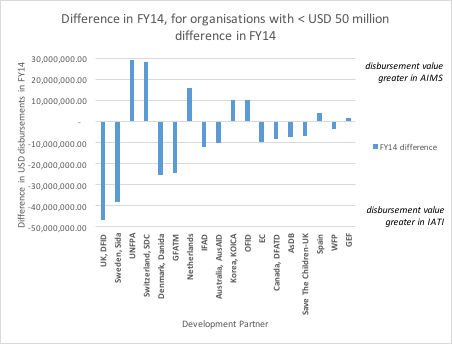 Difference in FY14, for organisations with < USD 50 million
difference in FY14
Difference in USD disbursements in FY14
30,000,000.00
20,000,000.00
10,000,000.00
-
-10,000,000.00
-20,000,000.00
-30,000,000.00
-40,000,000.00
-50,000,000.00
disbursement value
greater in AIMS
FY14 difference
disbursement value
greater in IATI
UK, DFID
Sweden, Sida
UNFPA
Switzerland, SDC
Denmark, Danida
GFATM
Netherlands
IFAD
Australia, AusAID
Korea, KOICA
OFID
EC
Canada, DFATD
AsDB
Save The Children-UK
Spain
WFP
GEF
Development Partner